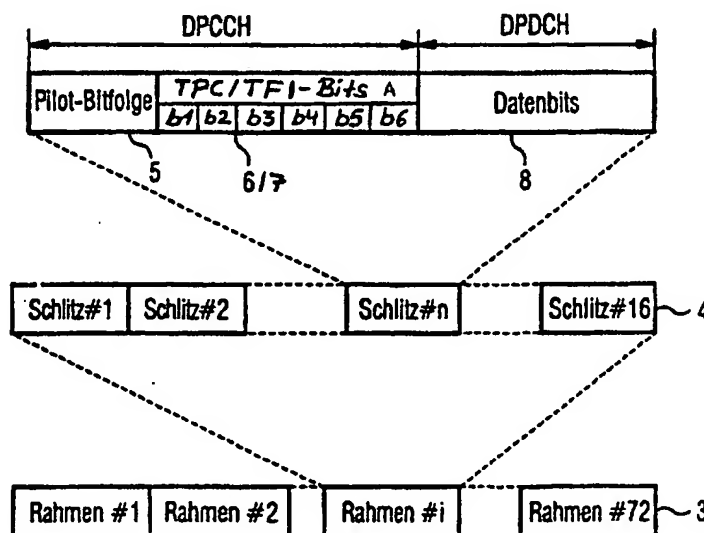 DPCCH DPDCH
Pilot-Bitfolge TPC/TFI-Bits A Datenbits
b1 b2 b3 b4 b5 b6
5 6/7 8
Schlitz#1 Schlitz#2 Schlitz#n Schlitz#16 4
Rahmen #1 Rahmen #2 Rahmen #i Rahmen #72 3